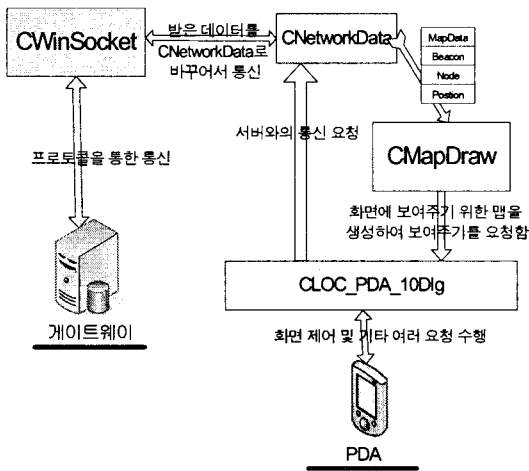 CWinSocket
받은 데이터를
CNetworkData로
바꾸어서 통신
CNetworkData
MapData
Beacon
Node
Postion
서버와의 통신 요청
프로토콜을 통한 통신
CMapDraw
화면에 보여주기 위한 맵을
생성하여 보여주기를 요청함
CLOC_PDA_10Dlg
게이트웨이
화면 제어 및 기타 여러 요청 수행
PDA